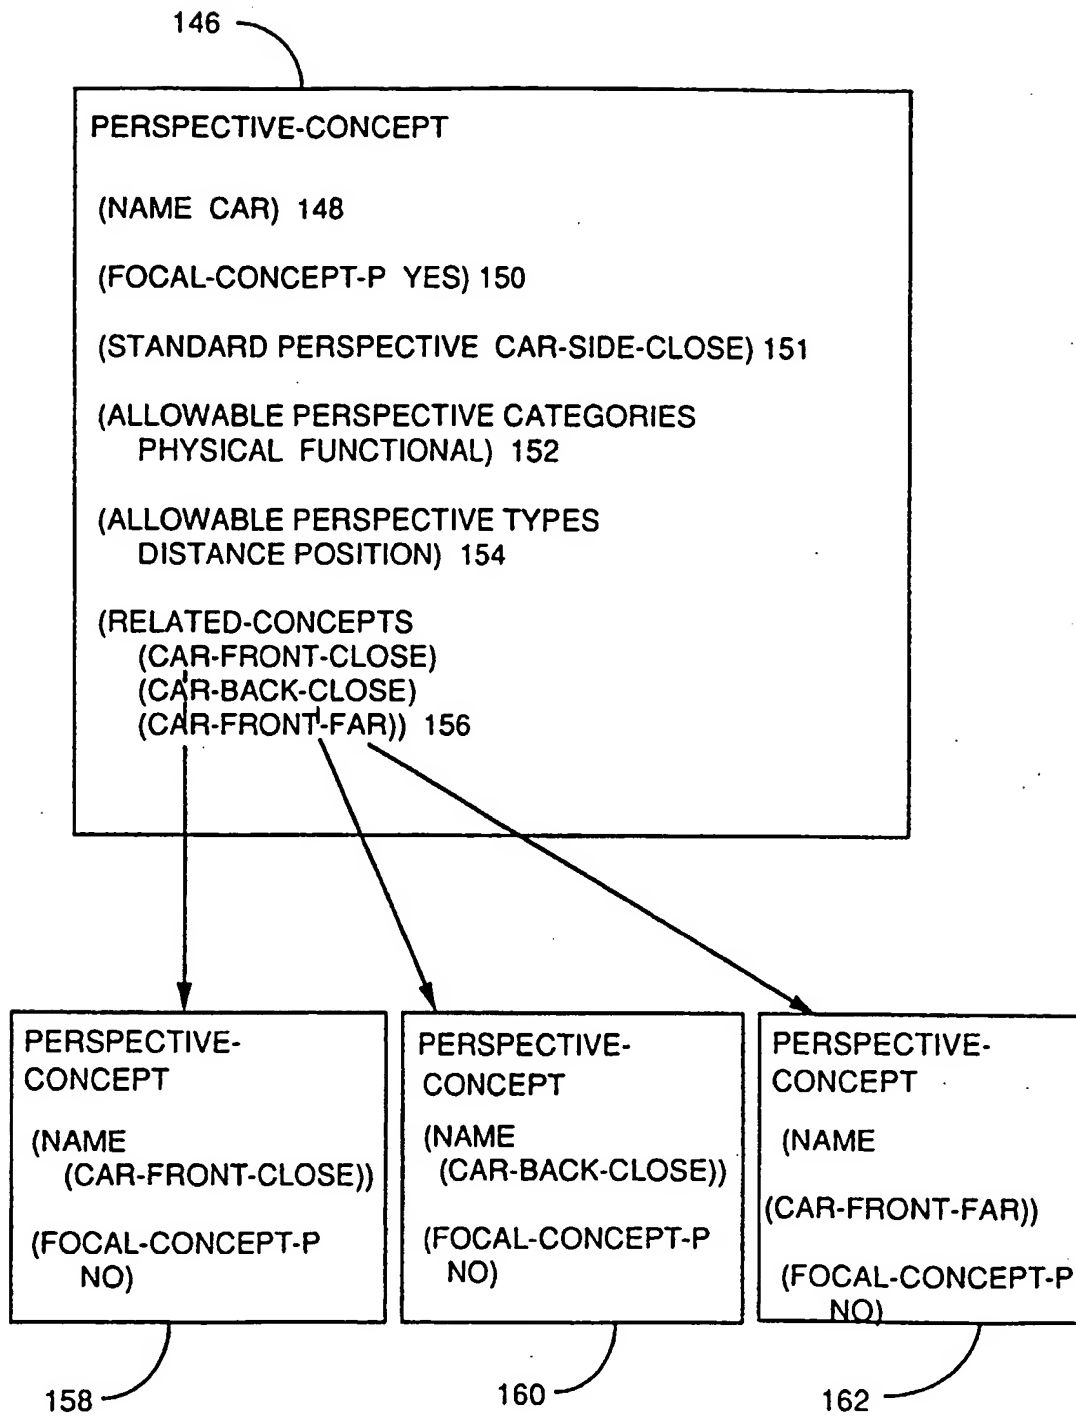 146
PERSPECTIVE-CONCEPT
(NAME CAR) 148
(FOCAL-CONCEPT-P YES) 150
(STANDARD PERSPECTIVE CAR-SIDE-CLOSE) 151
(ALLOWABLE PERSPECTIVE CATEGORIES
PHYSICAL FUNCTIONAL) 152
(ALLOWABLE PERSPECTIVE TYPES
DISTANCE POSITION) 154
(RELATED-CONCEPTS
(CAR-FRONT-CLOSE)
(CAR-BACK-CLOSE)
(CAR-FRONT-FAR)) 156
PERSPECTIVE-
CONCEPT
(NAME
(CAR-FRONT-CLOSE))
(FOCAL-CONCEPT-P
NO)
158
PERSPECTIVE-
CONCEPT
(NAME
(CAR-BACK-CLOSE))
(FOCAL-CONCEPT-P
NO)
160
PERSPECTIVE-
CONCEPT
(NAME
(CAR-FRONT-FAR))
(FOCAL-CONCEPT-P
NO)
162